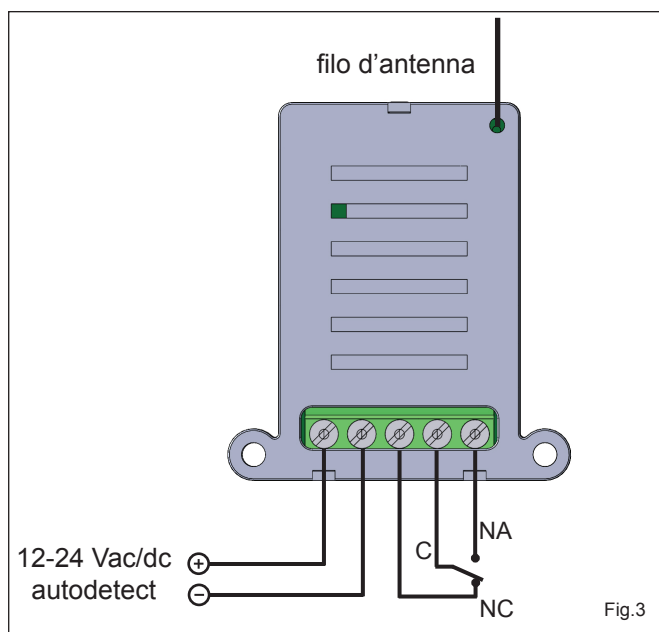 filo d'antenna
12-24 Vac/dc
autodetect
+
−
C
NA
NC
Fig.3